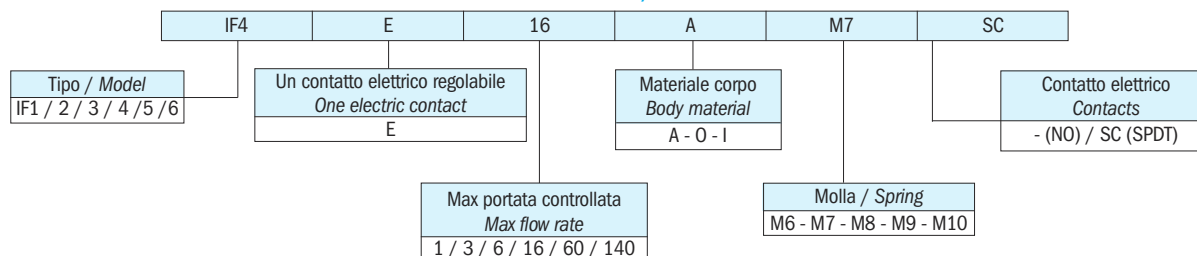 IF4 E 16 A M7 SC
Tipo / Model
IF1 / 2 / 3 / 4 /5 /6
Un contatto elettrico regolabile
One electric contact
E
Materiale corpo
Body material
A - O - I
Contatto elettrico
Contacts
- (NO) / SC (SPDT)
Max portata controllata
Max flow rate
1 / 3 / 6 / 16 / 60 / 140
Molla / Spring
M6 - M7 - M8 - M9 - M10